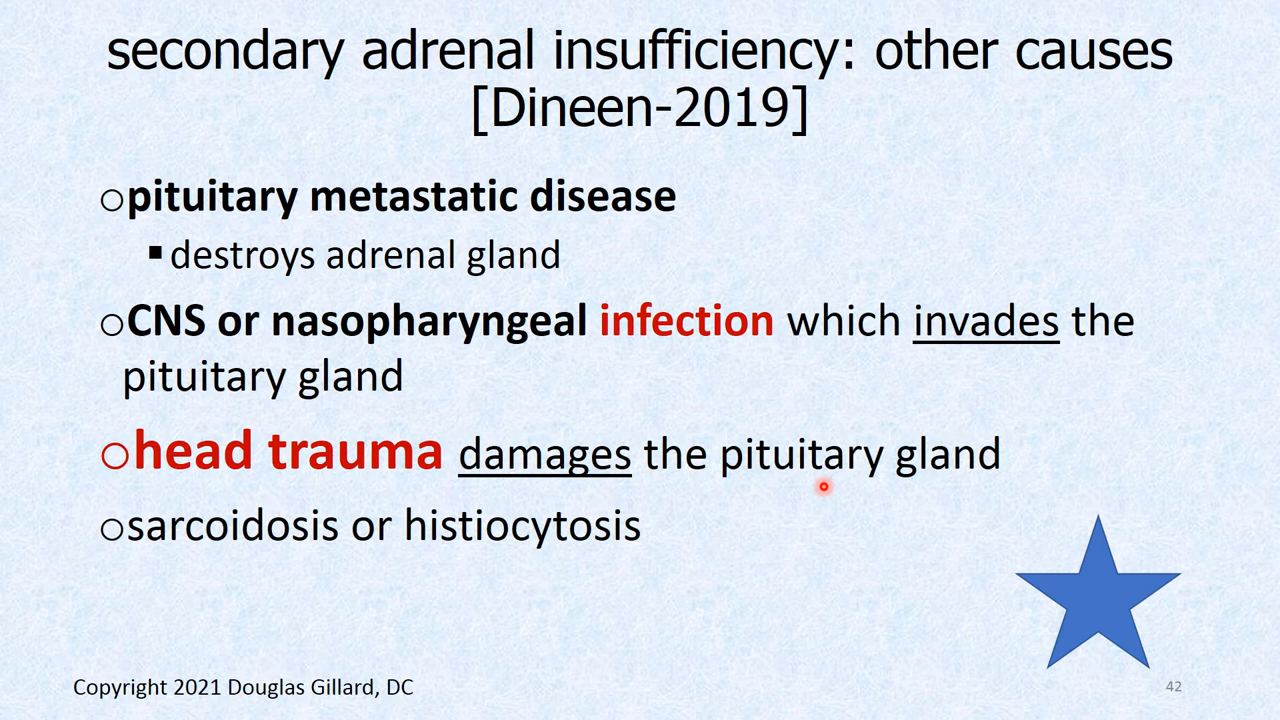 secondary adrenal insufficiency: other causes
[Dineen-2019]
○pituitary metastatic disease
▪destroys adrenal gland
○CNS or nasopharyngeal infection which invades the
pituitary gland
○head trauma damages the pituitary gland
○sarcoidosis or histiocytosis
Copyright 2021 Douglas Gillard, DC
42